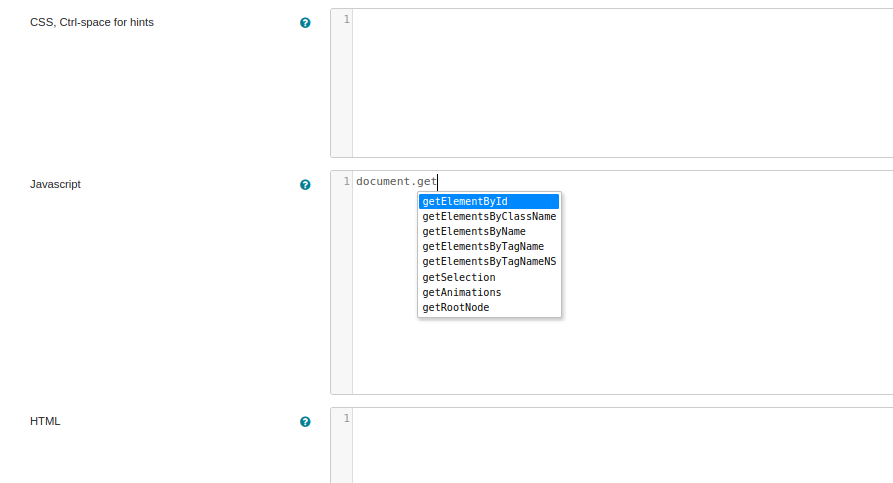 CSS, Ctrl-space for hints ? 1
Javascript ? 1 document.get
getElementById
getElementsByClassName
getElementsByName
getElementsByTagName
getElementsByTagNameNS
getSelection
getAnimations
getRootNode
HTML ? 1